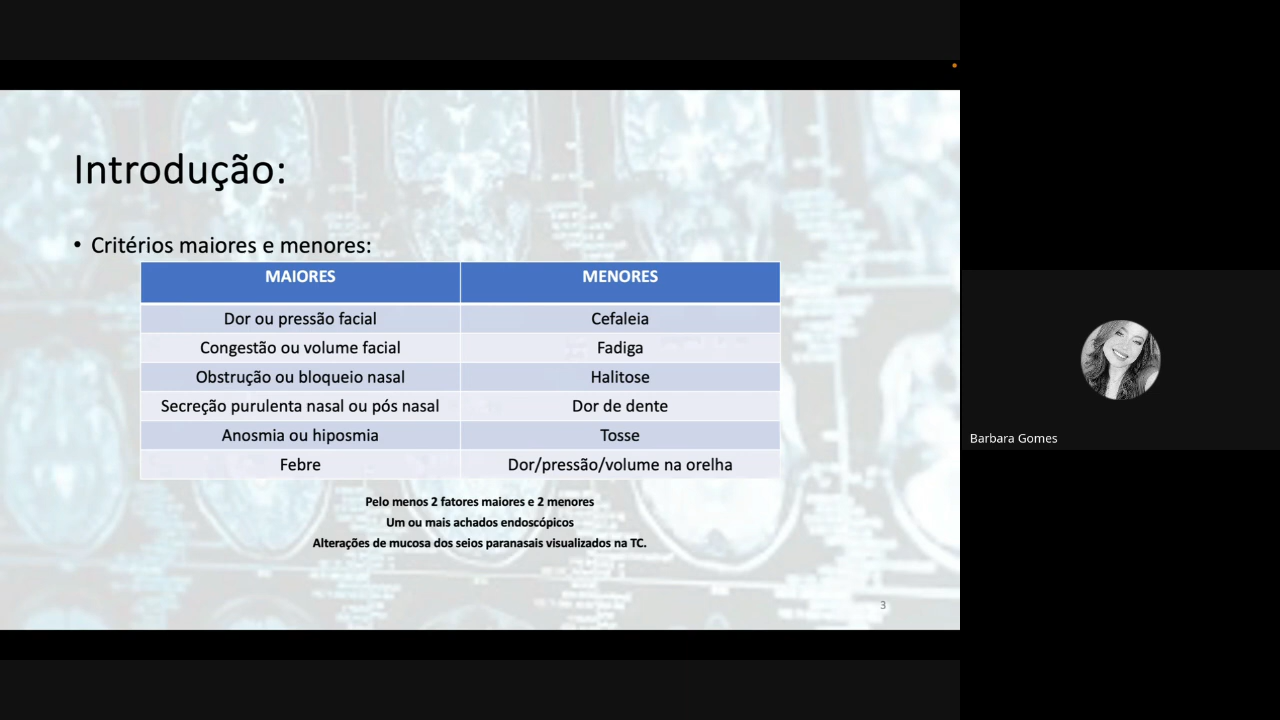 Introdução:
• Critérios maiores e menores:
MAIORES MENORES
Dor ou pressão facial Cefaleia
Congestão ou volume facial Fadiga
Obstrução ou bloqueio nasal Halitose
Secreção purulenta nasal ou pós nasal Dor de dente
Anosmia ou hiposmia Tosse
Febre Dor/pressão/volume na orelha
Pelo menos 2 fatores maiores e 2 menores
Um ou mais achados endoscópicos
Alterações de mucosa dos seios paranasais visualizados na TC.
3
Barbara Gomes